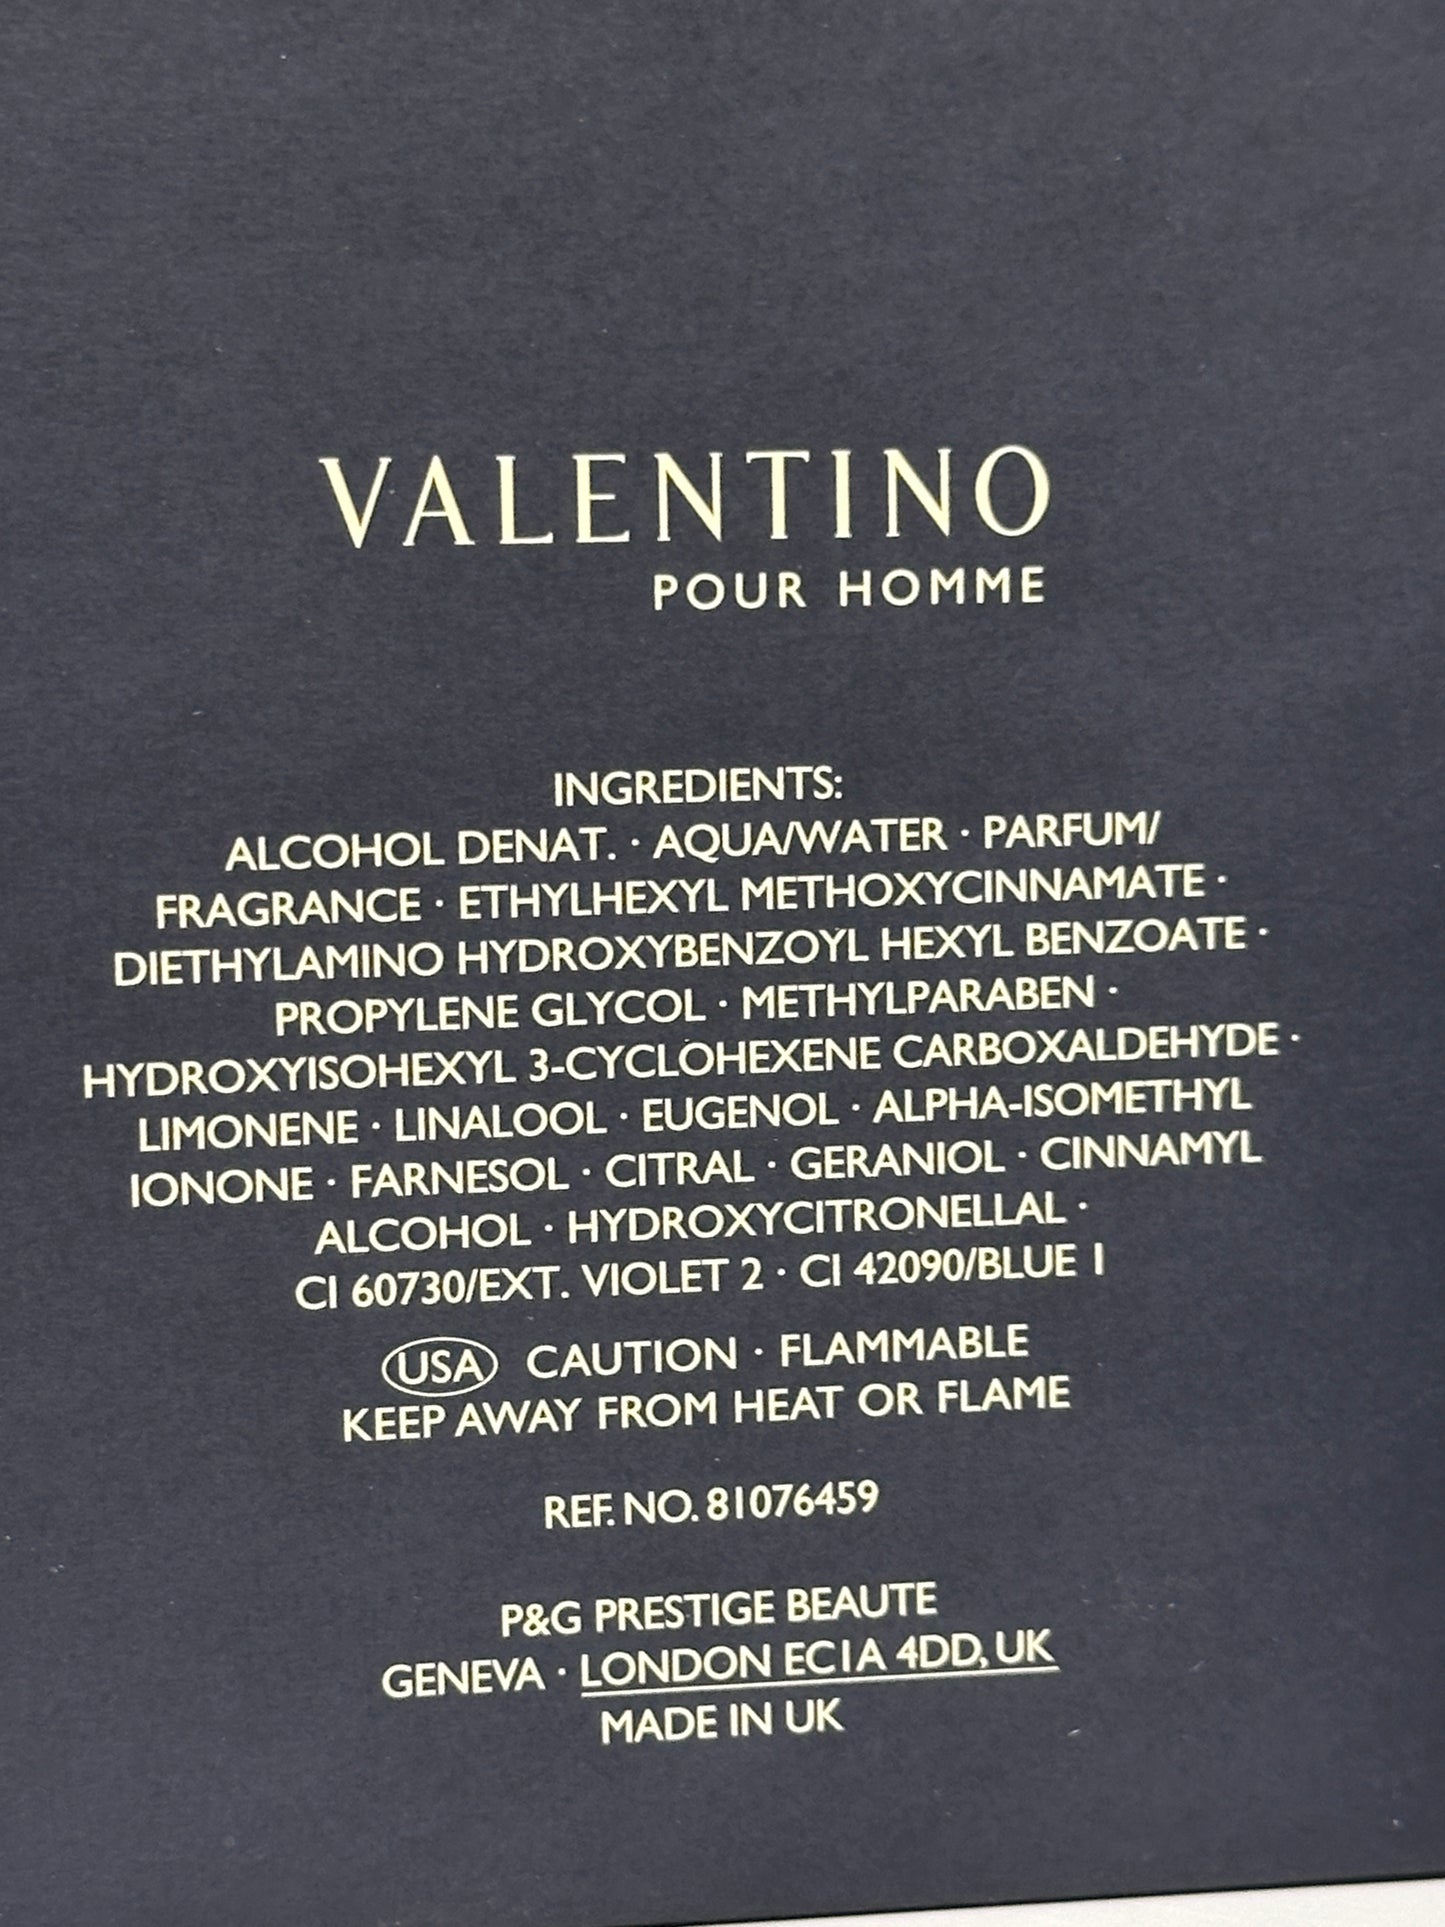 VALENTINO
POUR HOMME
INGREDIENTS:
ALCOHOL DENAT. · AQUA/WATER · PARFUM/
FRAGRANCE · ETHYLHEXYL METHOXYCINNAMATE ·
DIETHYLAMINO HYDROXYBENZOYL HEXYL BENZOATE ·
PROPYLENE GLYCOL · METHYLPARABEN ·
HYDROXYISOHEXYL 3-CYCLOHEXENE CARBOXALDEHYDE ·
LIMONENE · LINALOOL · EUGENOL · ALPHA-ISOMETHYL
IONONE · FARNESOL · CITRAL · GERANIOL · CINNAMYL
ALCOHOL · HYDROXYCITRONELLAL ·
CI 60730/EXT. VIOLET 2 · CI 42090/BLUE 1
USA CAUTION · FLAMMABLE
KEEP AWAY FROM HEAT OR FLAME
REF. NO. 81076459
P&G PRESTIGE BEAUTE
GENEVA · LONDON EC1A 4DD, UK
MADE IN UK